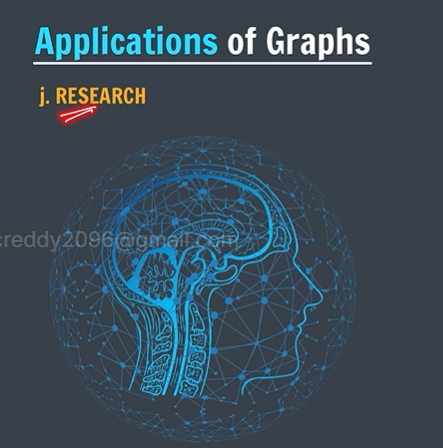 Applications of Graphs
j. RESEARCH
creddy2096@gmail.com